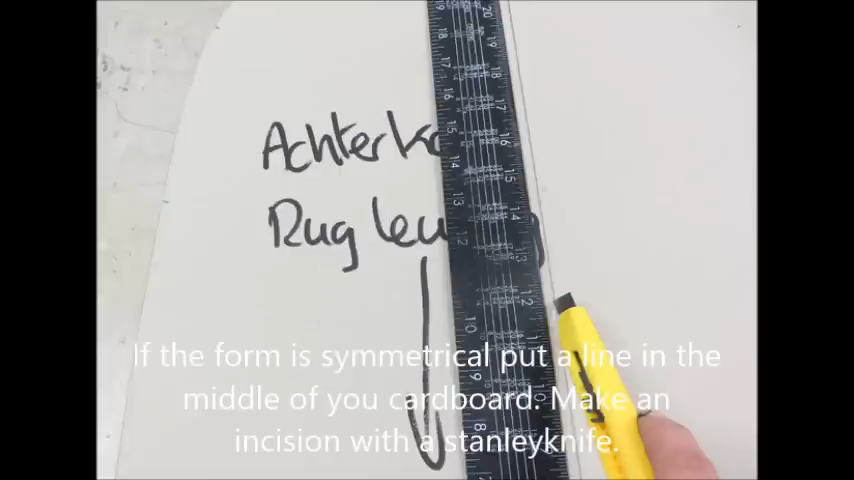 Achterk
Rug leu
If the form is symmetrical put a line in the
middle of you cardboard. Make an
incision with a stanleyknife.